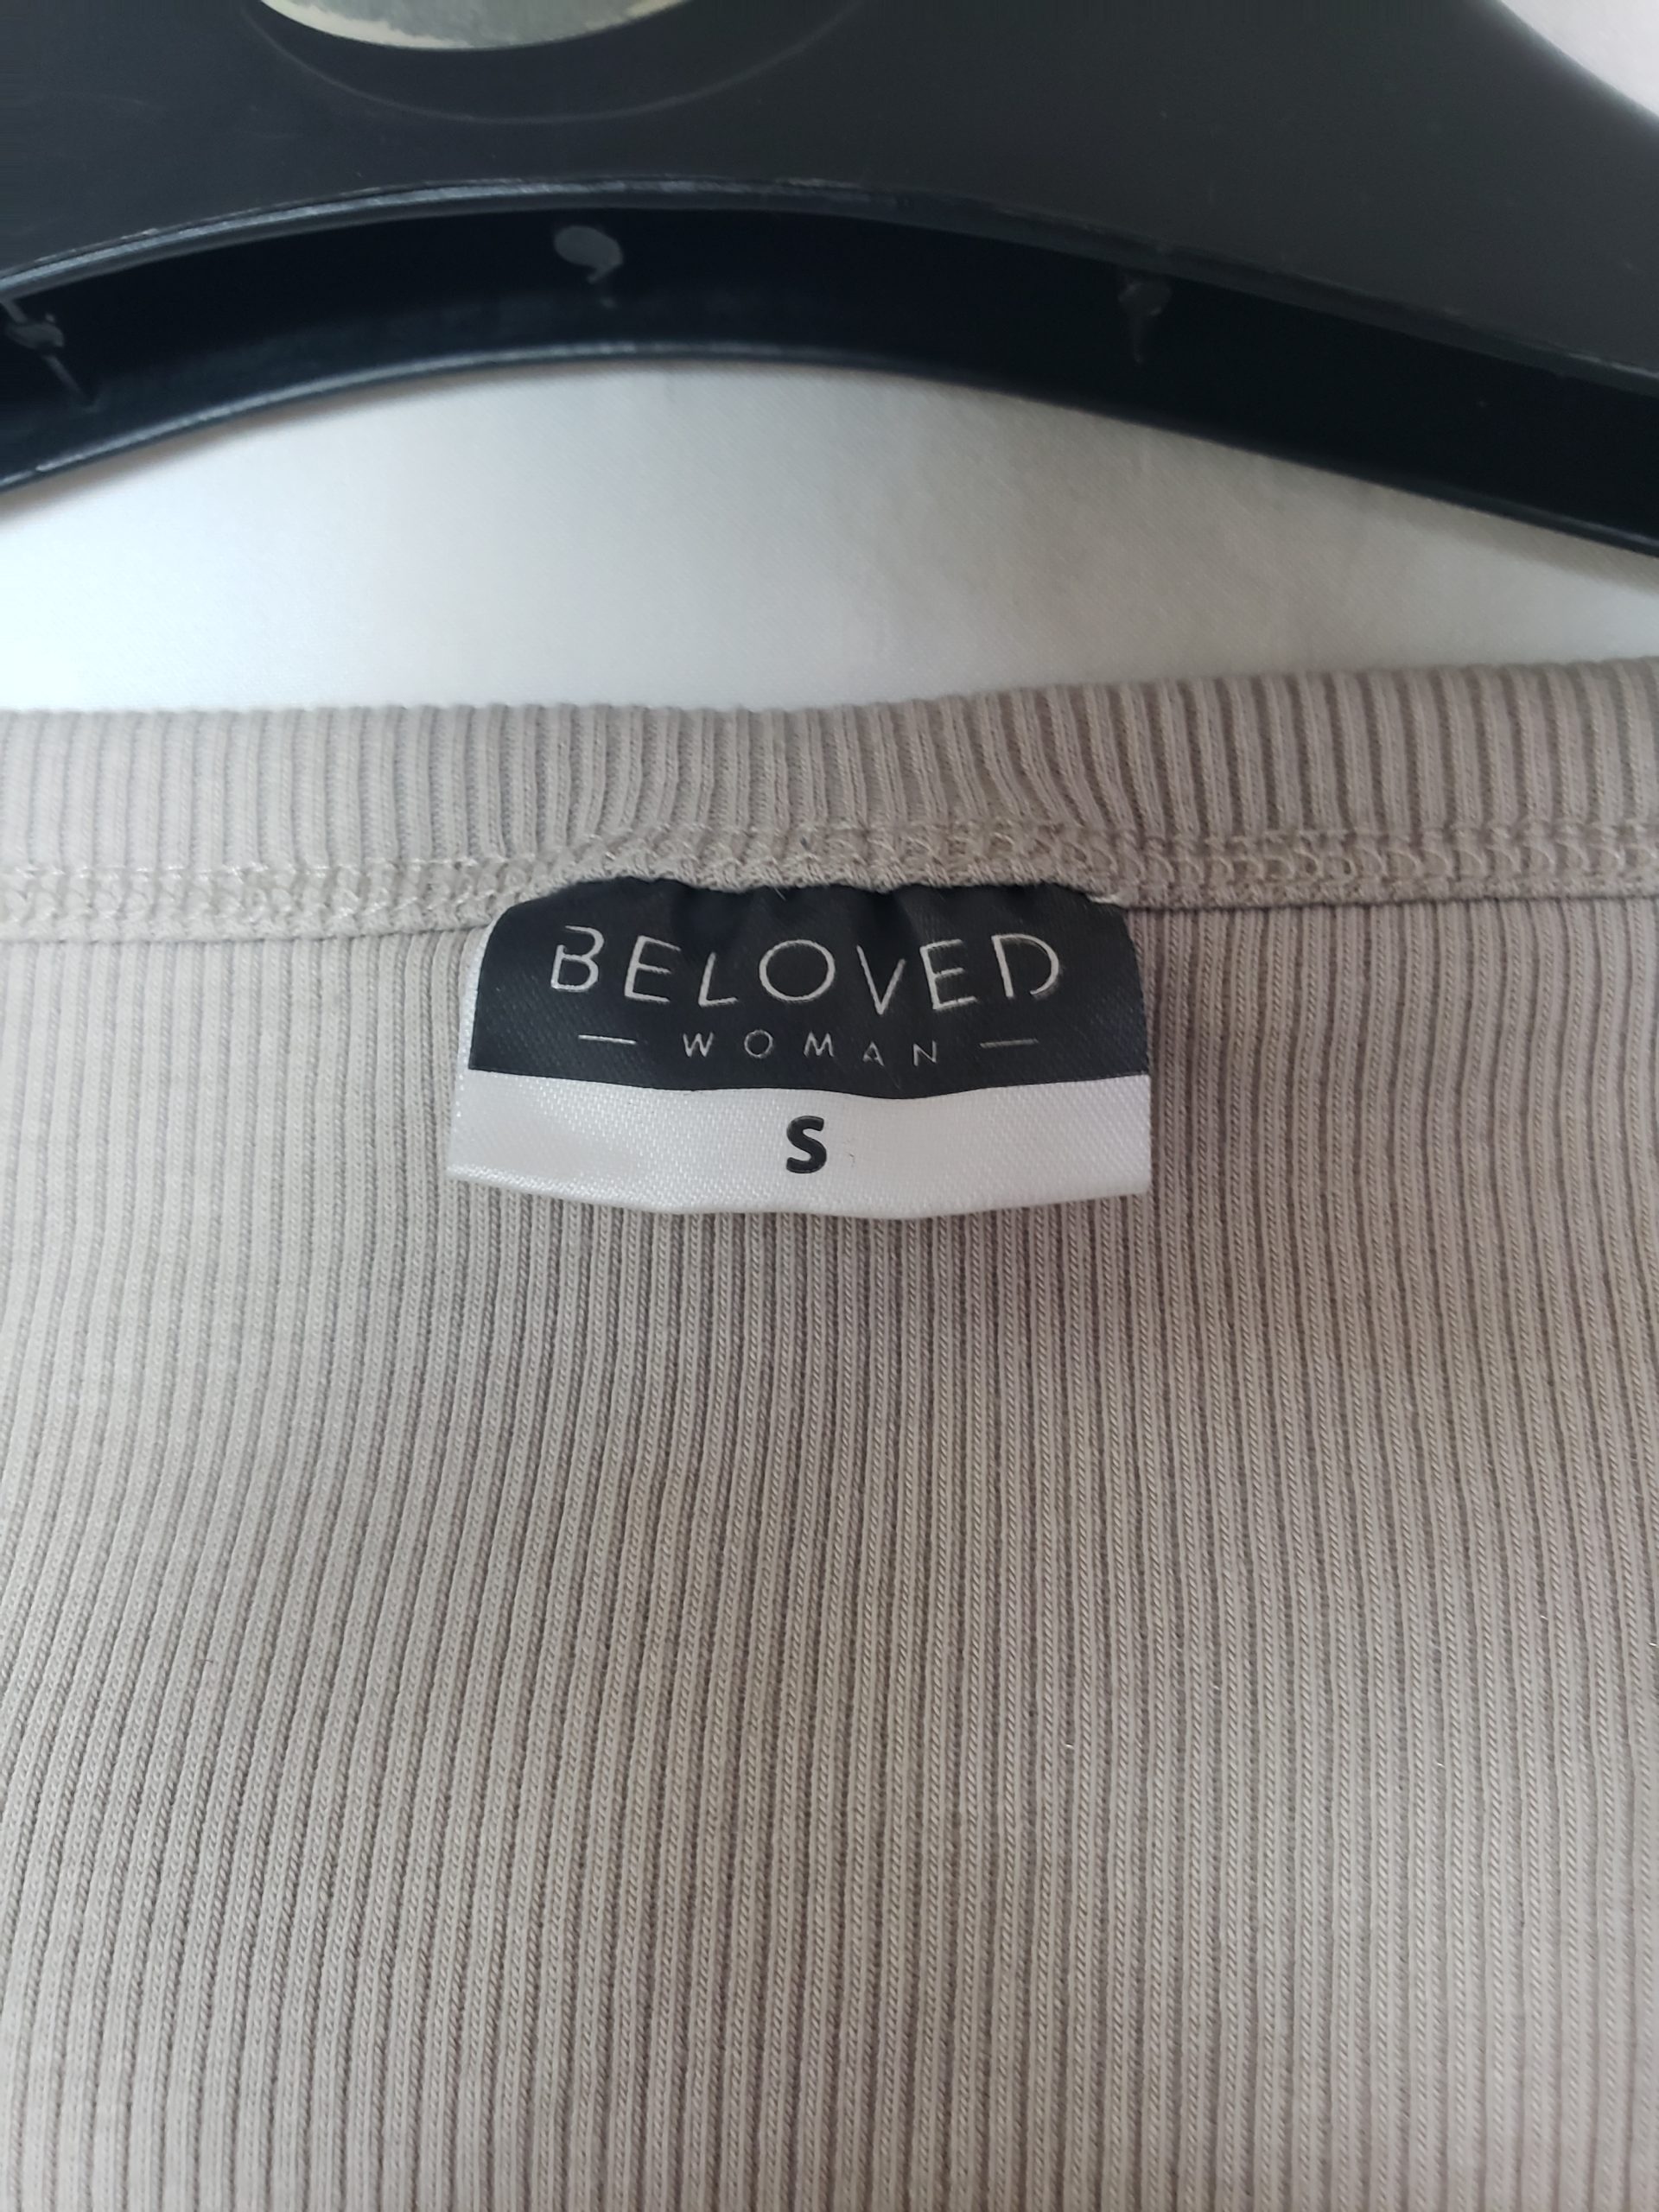 BELOVED
— WOMAN —
S